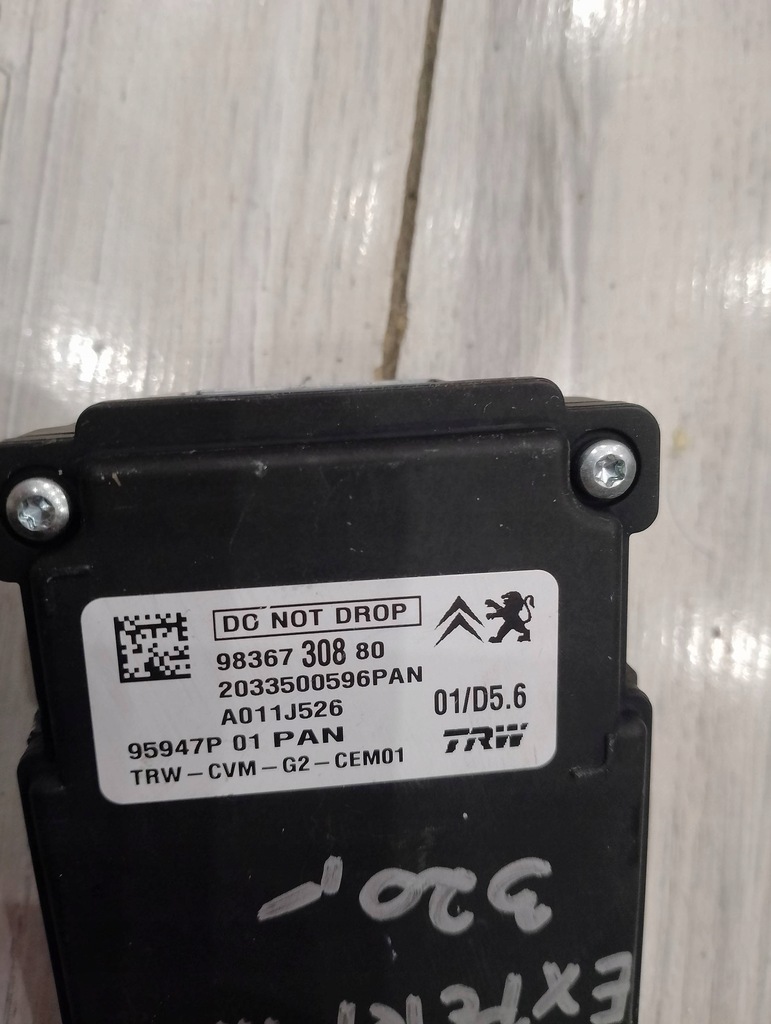 DO NOT DROP
98367 308 80
2033500596PAN
A011J526
01/D5.6
95947P 01 PAN
TRW
TRW-CVM-G2-CEM01
320,-
EXPERT